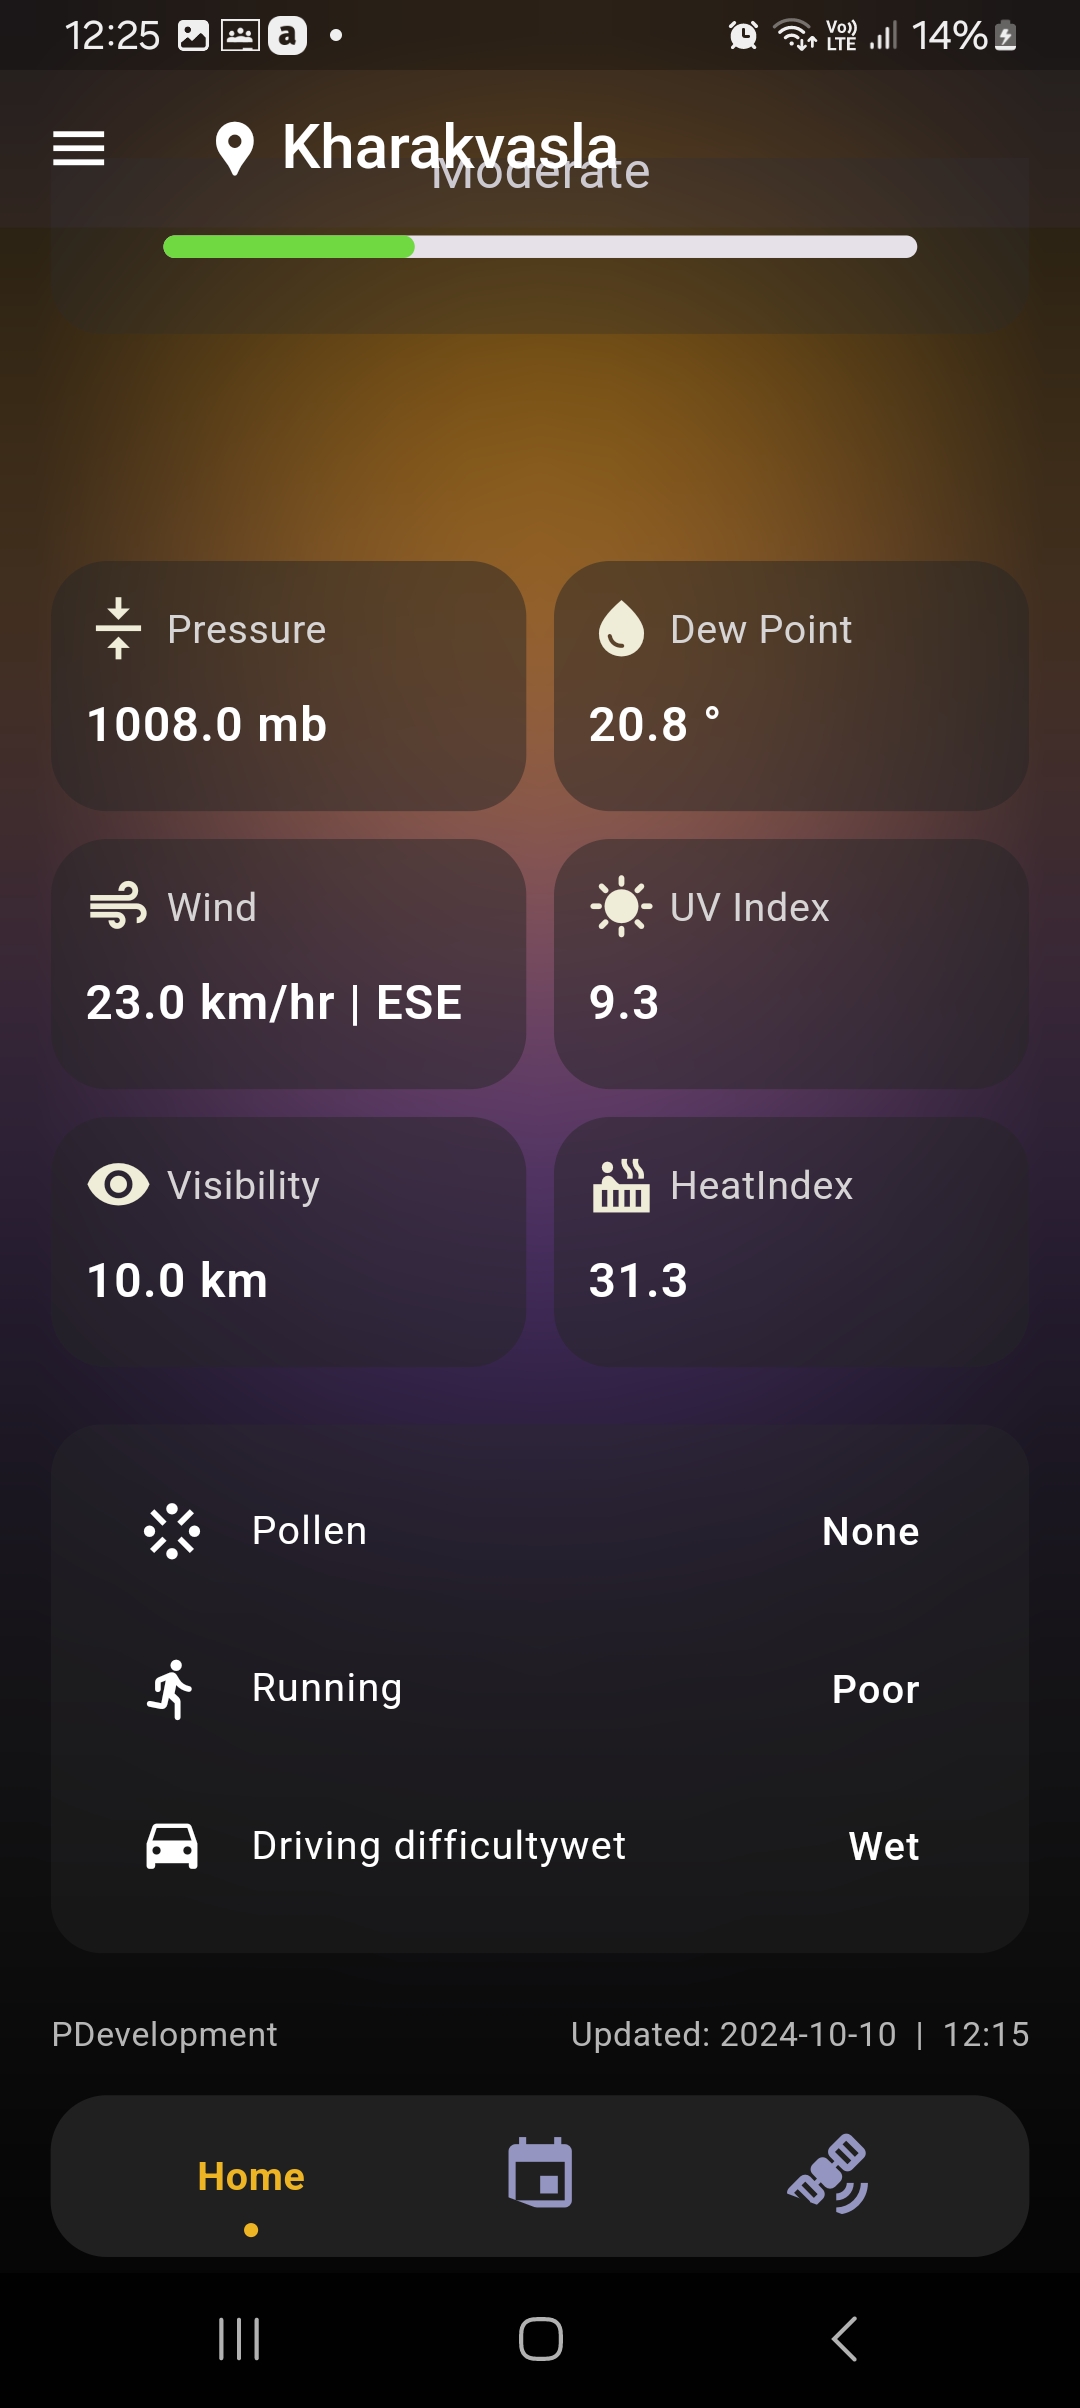 12:25 a VoLTE 14%
Kharakvasla
Moderate
Pressure Dew Point
1008.0 mb 20.8 °
Wind UV Index
23.0 km/hr | ESE 9.3
Visibility HeatIndex
10.0 km 31.3
Pollen None
Running Poor
Driving difficultywet Wet
PDevelopment Updated: 2024-10-10 | 12:15
Home